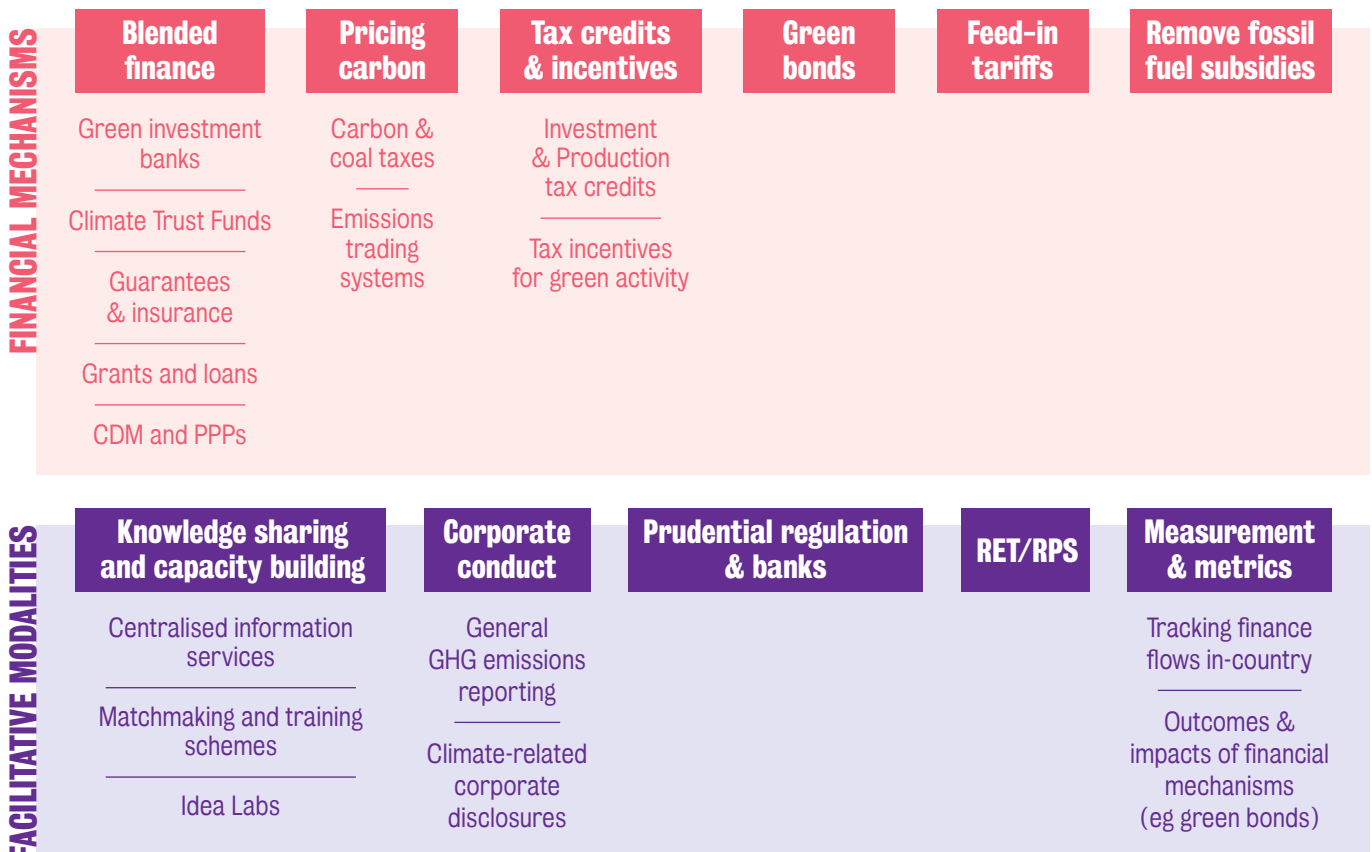 FINANCIAL MECHANISMS
Blended
finance
Green investment
banks
Climate Trust Funds
Guarantees
& insurance
Grants and loans
CDM and PPPs
Pricing
carbon
Carbon &
coal taxes
Emissions
trading
systems
Tax credits
& incentives
Investment
& Production
tax credits
Tax incentives
for green activity
Green
bonds
Feed-in
tariffs
Remove fossil
fuel subsidies
FACILITATIVE MODALITIES
Knowledge sharing
and capacity building
Centralised information
services
Matchmaking and training
schemes
Idea Labs
Corporate
conduct
General
GHG emissions
reporting
Climate-related
corporate
disclosures
Prudential regulation
& banks
RET/RPS
Measurement
& metrics
Tracking finance
flows in-country
Outcomes &
impacts of financial
mechanisms
(eg green bonds)